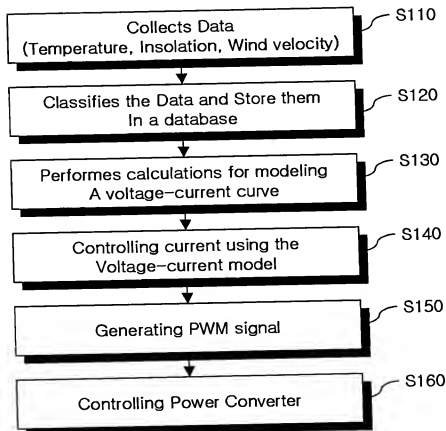 Collects Data
(Temperature, Insolation, Wind velocity)
S110
Classifies the Data and Store them
In a database
S120
Performes calculations for modeling
A voltage-current curve
S130
Controlling current using the
Voltage-current model
S140
Generating PWM signal
S150
Controlling Power Converter
S160